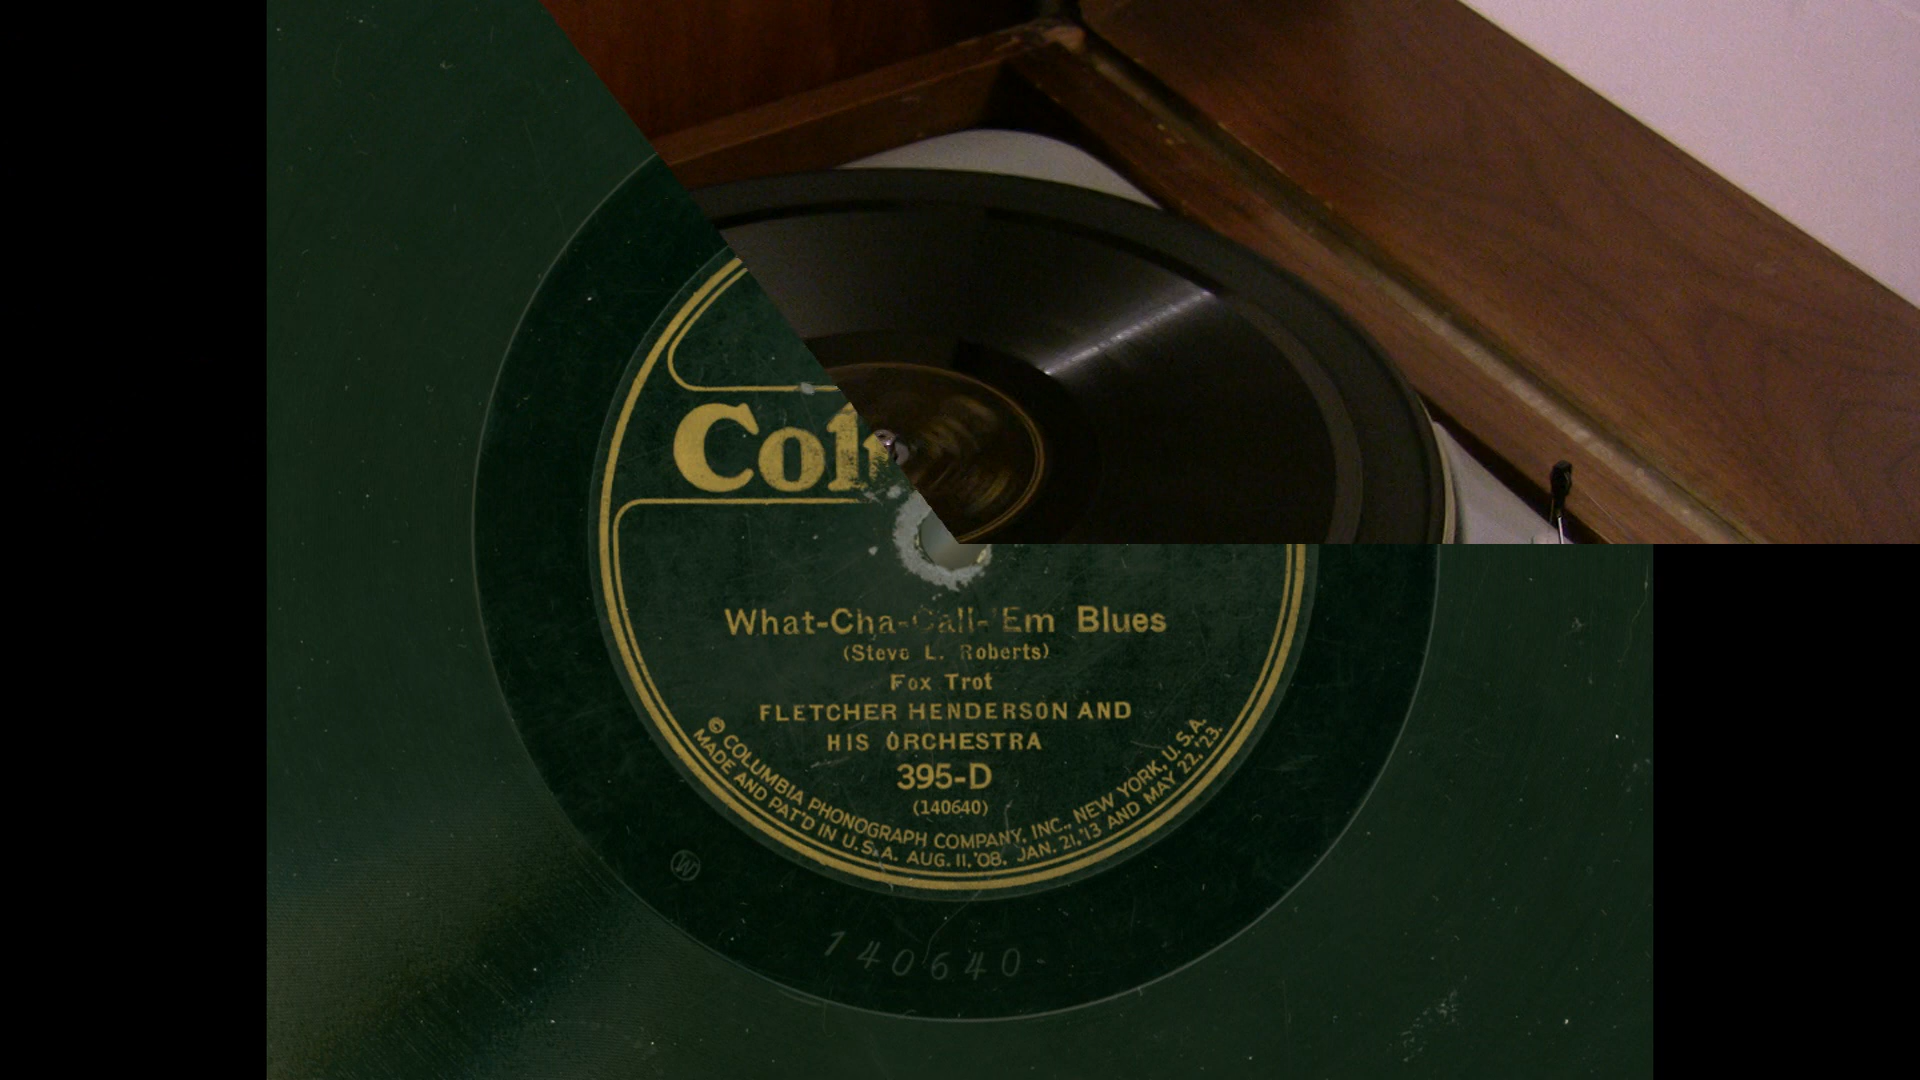 Colu
What-Cha-Call-'Em Blues
(Steve L. Roberts)
Fox Trot
FLETCHER HENDERSON AND
HIS ORCHESTRA
395-D
(140640)
© COLUMBIA PHONOGRAPH COMPANY, INC., NEW YORK, U.S.A.
MADE AND PAT'D IN U.S.A. AUG. 11,'08. JAN. 21,'13 AND MAY 22,'23.
W
140640